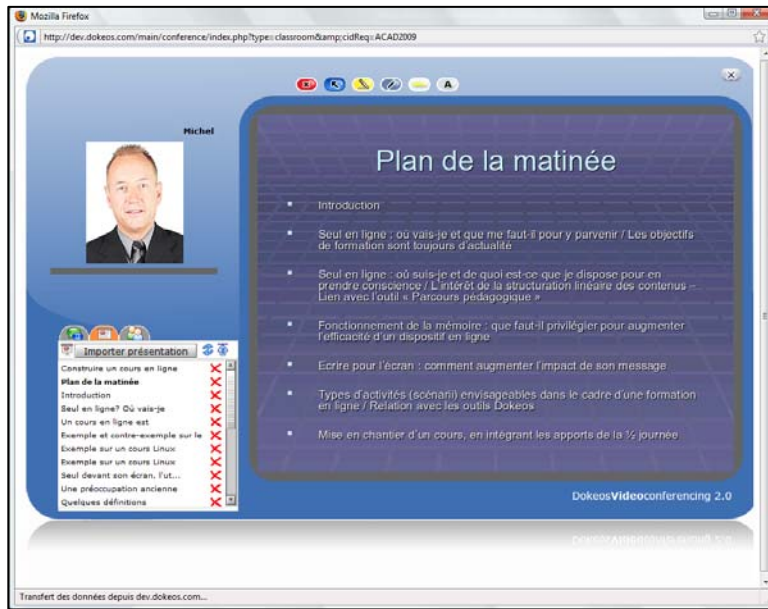 Mozilla Firefox
http://dev.dokeos.com/main/conference/index.php?type=classroom&amp;cidReq=ACAD2009
A
Michel
Plan de la matinée
Introduction
Seul en ligne : où vais-je et que me faut-il pour y parvenir / Les objectifs
de formation sont toujours d'actualité
Seul en ligne : où suis-je et de quoi est-ce que je dispose pour en
prendre conscience / L'intérêt de la structuration linéaire des contenus –
Lien avec l'outil « Parcours pédagogique »
Fonctionnement de la mémoire : que faut-il privilégier pour augmenter
l'efficacité d'un dispositif en ligne
Ecrire pour l'écran : comment augmenter l'impact de son message
Types d'activités (scénarii) envisageables dans le cadre d'une formation
en ligne / Relation avec les outils Dokeos
Mise en chantier d'un cours, en intégrant les apports de la ½ journée
Importer présentation
Construire un cours en ligne
Plan de la matinée
Introduction
Seul en ligne? Où vais-je
Un cours en ligne est
Exemple et contre-exemple sur le
Exemple sur un cours Linux
Exemple sur un cours Linux
Seul devant son écran, l'ut...
Une préoccupation ancienne
Quelques définitions
DokeosVideoconferencing 2.0
Transfert des données depuis dev.dokeos.com...